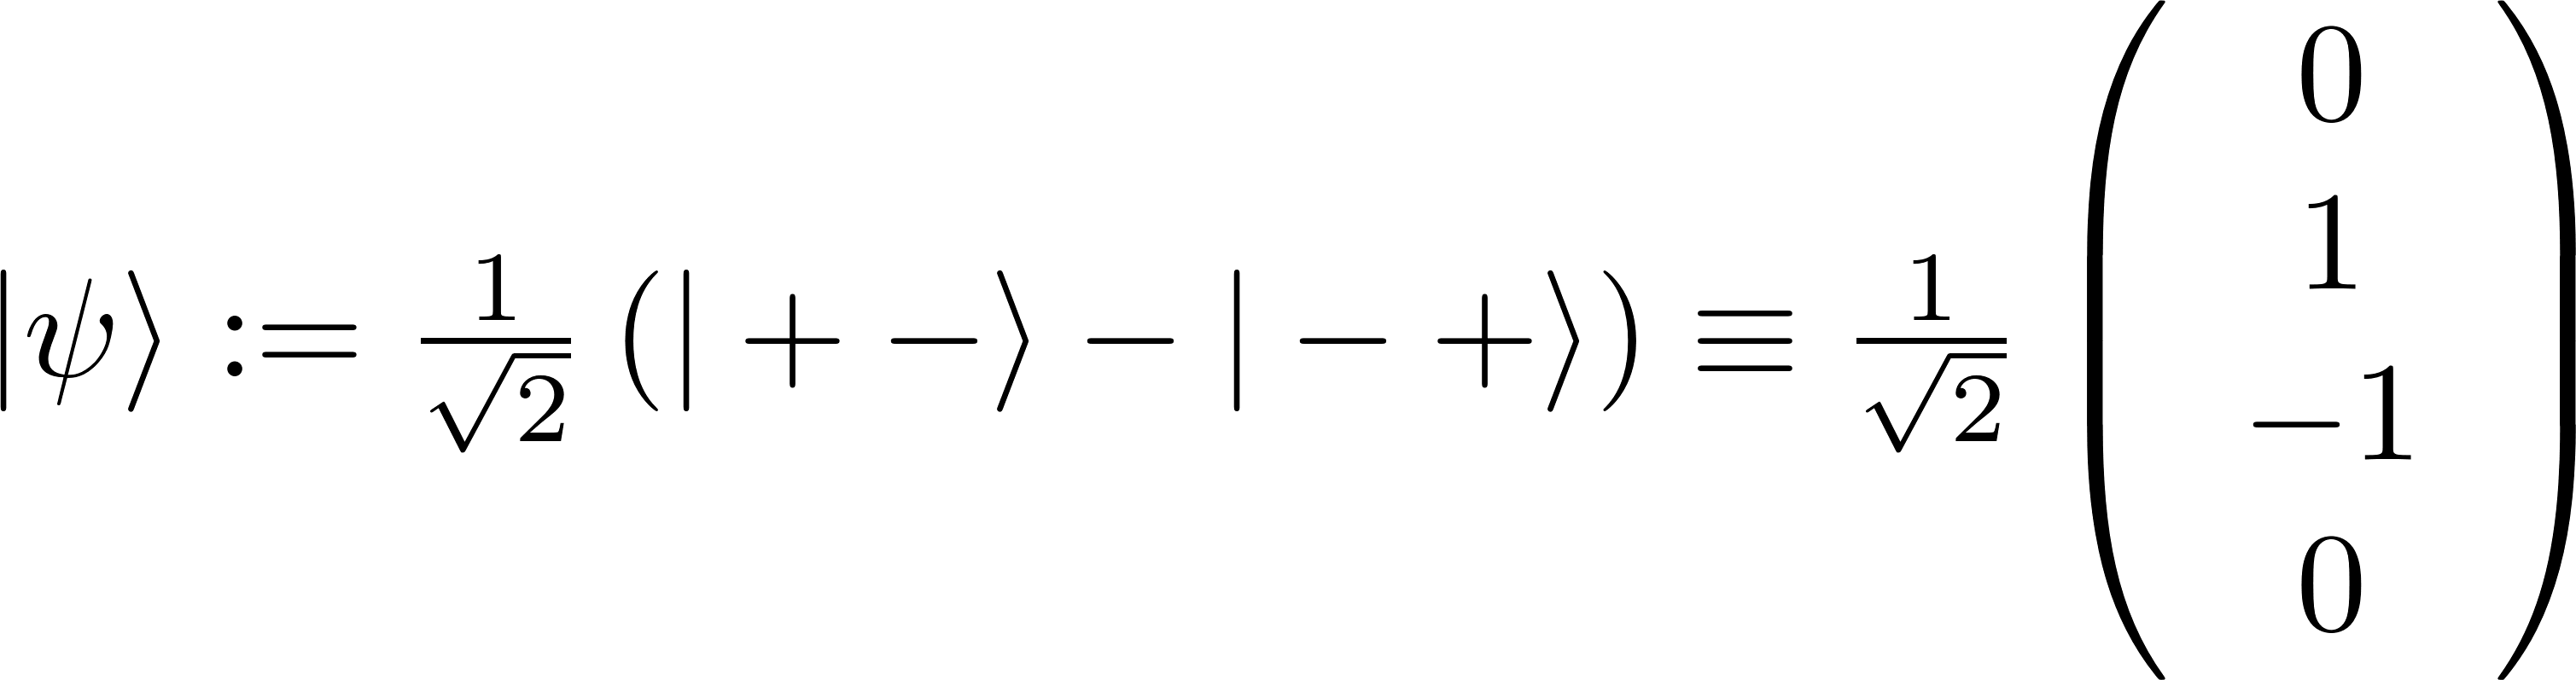 |ψ⟩ := 1/√2 (| + −⟩ − | − +⟩) ≡ 1/√2 ( 0
1
−1
0 )